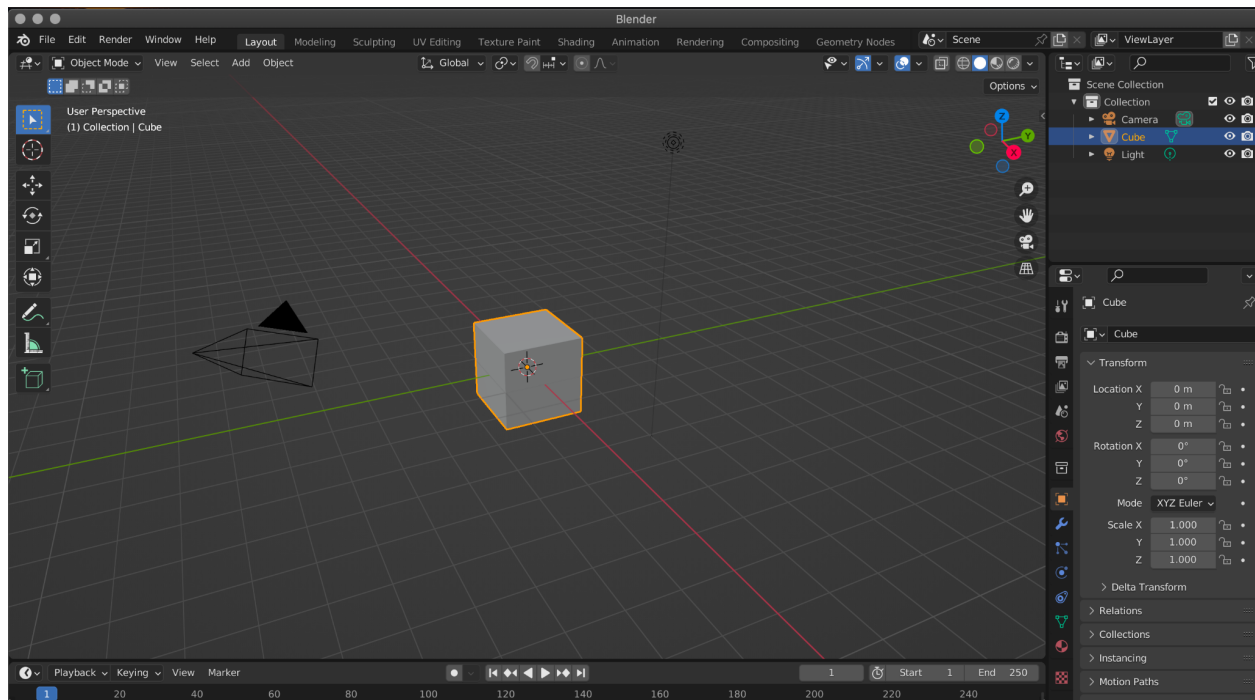 Blender
File Edit Render Window Help Layout Modeling Sculpting UV Editing Texture Paint Shading Animation Rendering Compositing Geometry Nodes Scene ViewLayer
Object Mode View Select Add Object Global
Options
User Perspective
(1) Collection | Cube
Z
Y
X
Scene Collection
Collection
Camera
Cube
Light
Cube
Cube
Transform
Location X 0 m
Y 0 m
Z 0 m
Rotation X 0°
Y 0°
Z 0°
Mode XYZ Euler
Scale X 1.000
Y 1.000
Z 1.000
Delta Transform
Relations
Collections
Instancing
Motion Paths
Playback Keying View Marker 1 Start 1 End 250
1 20 40 60 80 100 120 140 160 180 200 220 240